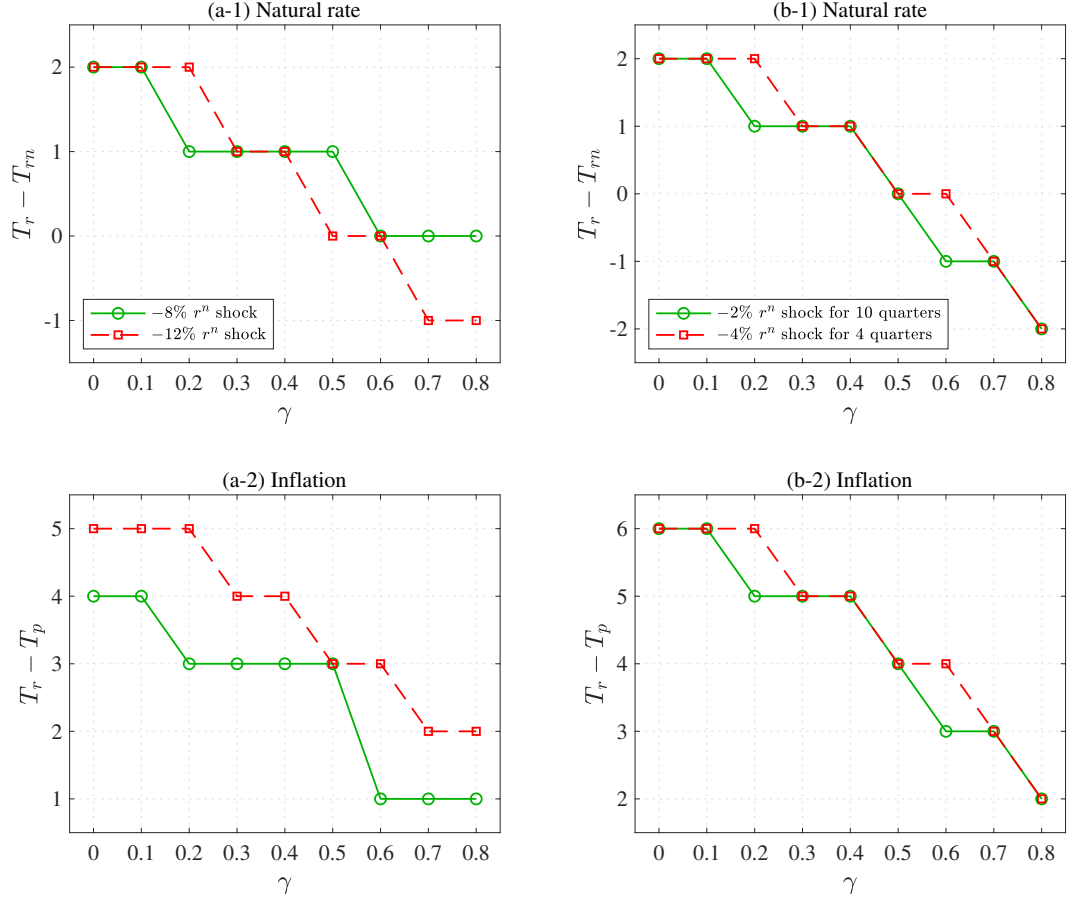 (a-1) Natural rate
2
1
0
-1
T_r − T_{rn}
−8% r^n shock
−12% r^n shock
0 0.1 0.2 0.3 0.4 0.5 0.6 0.7 0.8
γ
(b-1) Natural rate
2
1
0
-1
-2
T_r − T_{rn}
−2% r^n shock for 10 quarters
−4% r^n shock for 4 quarters
0 0.1 0.2 0.3 0.4 0.5 0.6 0.7 0.8
γ
(a-2) Inflation
5
4
3
2
1
T_r − T_p
0 0.1 0.2 0.3 0.4 0.5 0.6 0.7 0.8
γ
(b-2) Inflation
6
5
4
3
2
T_r − T_p
0 0.1 0.2 0.3 0.4 0.5 0.6 0.7 0.8
γ